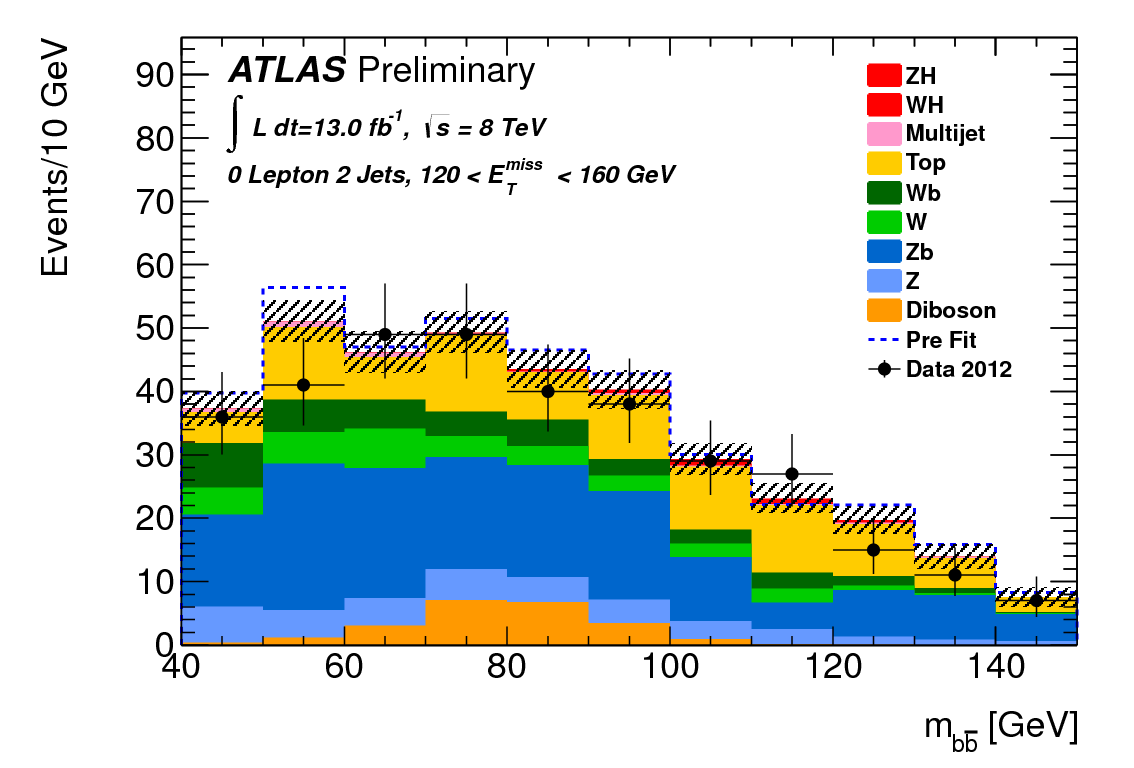 Events/10 GeV
90
80
70
60
50
40
30
20
10
0
ATLAS Preliminary
∫ L dt=13.0 fb-1, √s = 8 TeV
0 Lepton 2 Jets, 120 < E_T^miss < 160 GeV
ZH
WH
Multijet
Top
Wb
W
Zb
Z
Diboson
Pre Fit
Data 2012
40 60 80 100 120 140
m_bb̅ [GeV]